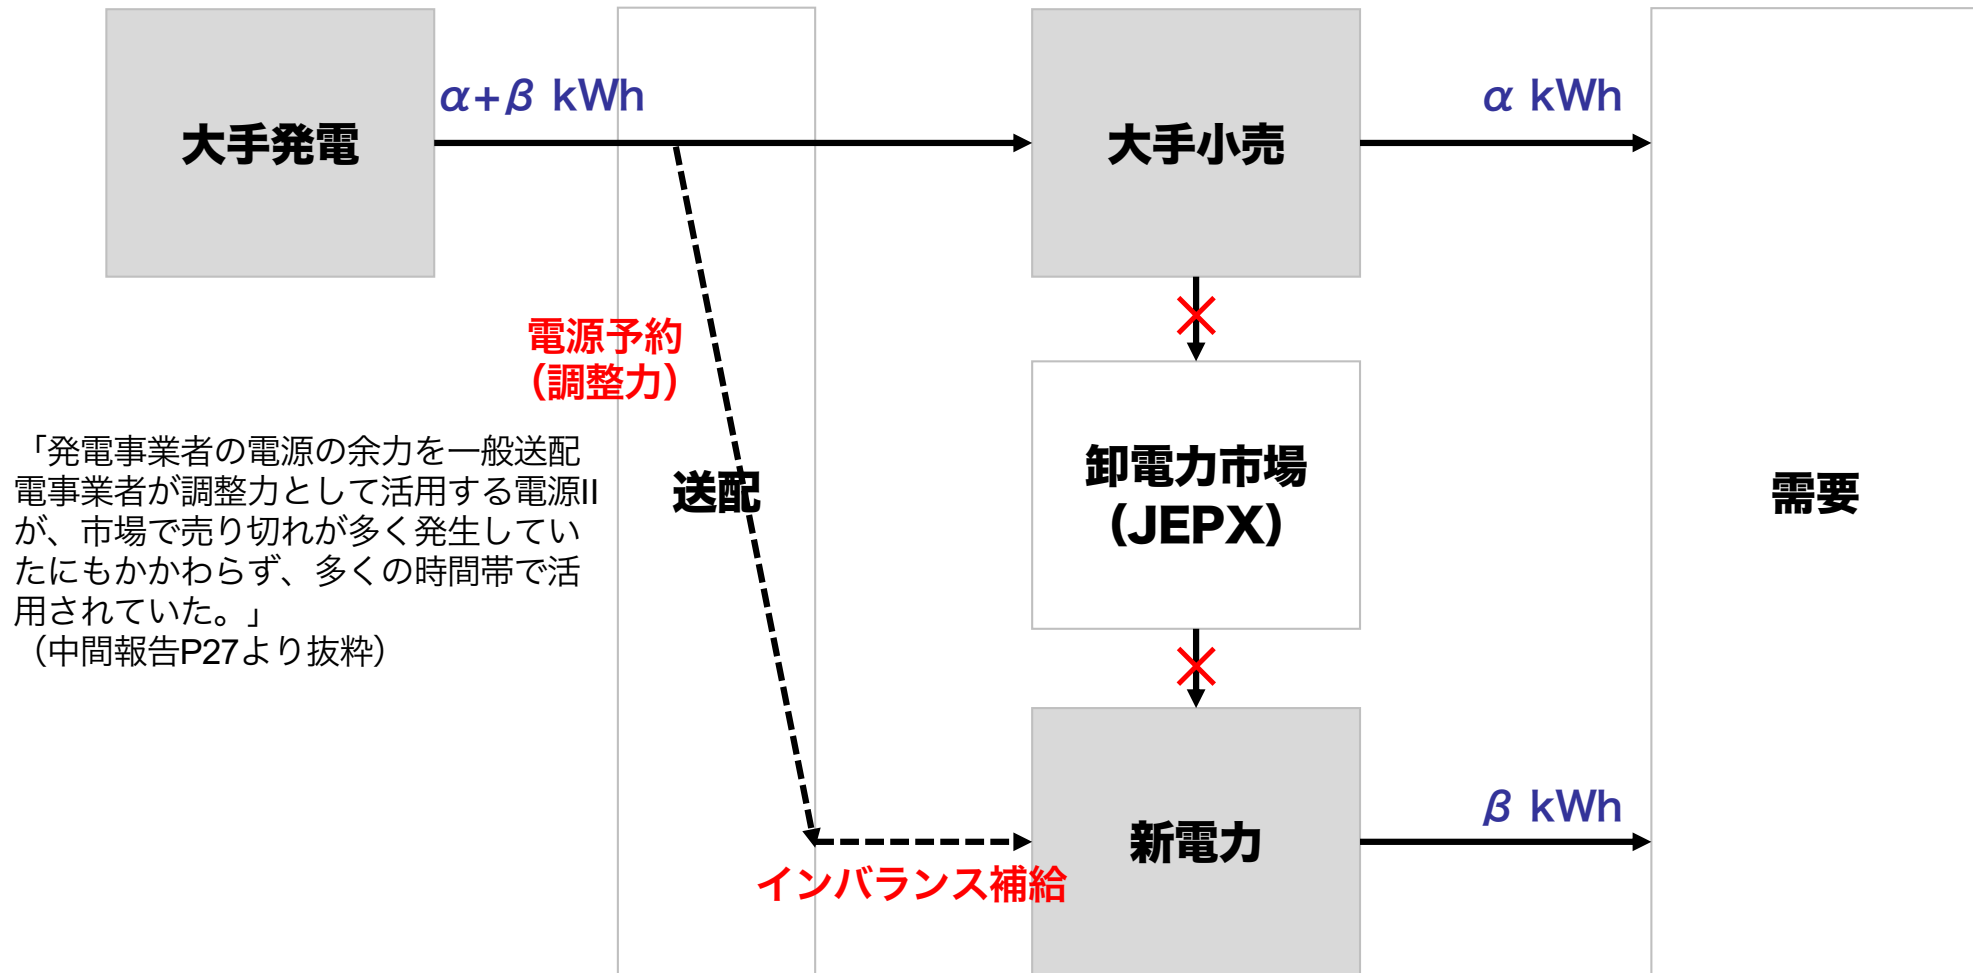 大手発電
α+β kWh
大手小売
α kWh
電源予約
(調整力)
「発電事業者の電源の余力を一般送配
電事業者が調整力として活用する電源II
が、市場で売り切れが多く発生してい
たにもかかわらず、多くの時間帯で活
用されていた。」
（中間報告P27より抜粋）
送配
卸電力市場
(JEPX)
需要
新電力
β kWh
インバランス補給